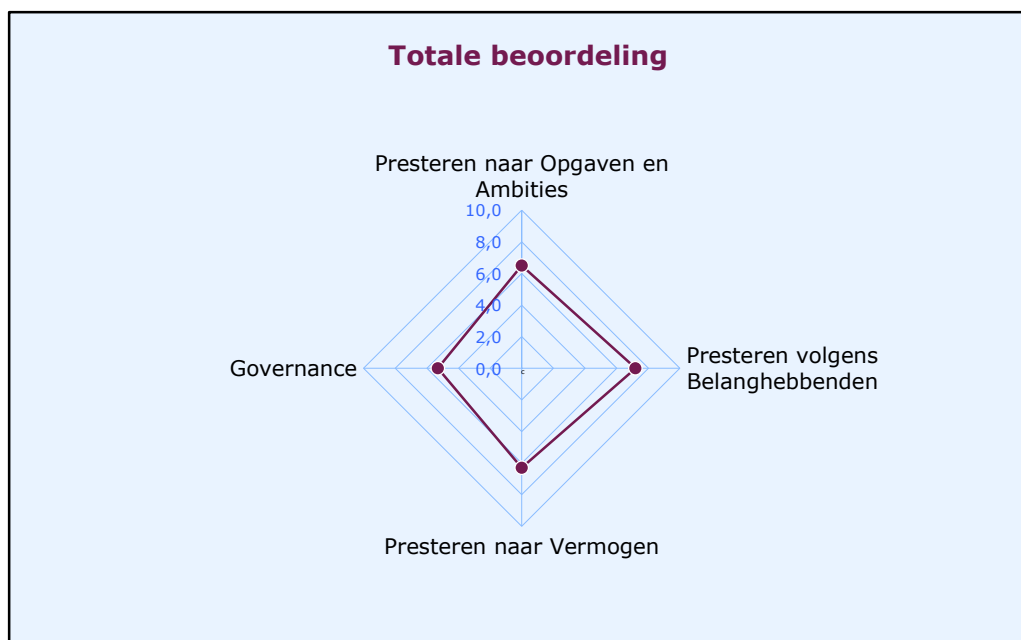 Totale beoordeling
Presteren naar Opgaven en
Ambities
10,0
8,0
6,0
4,0
2,0
0,0
c
Governance
Presteren volgens
Belanghebbenden
Presteren naar Vermogen